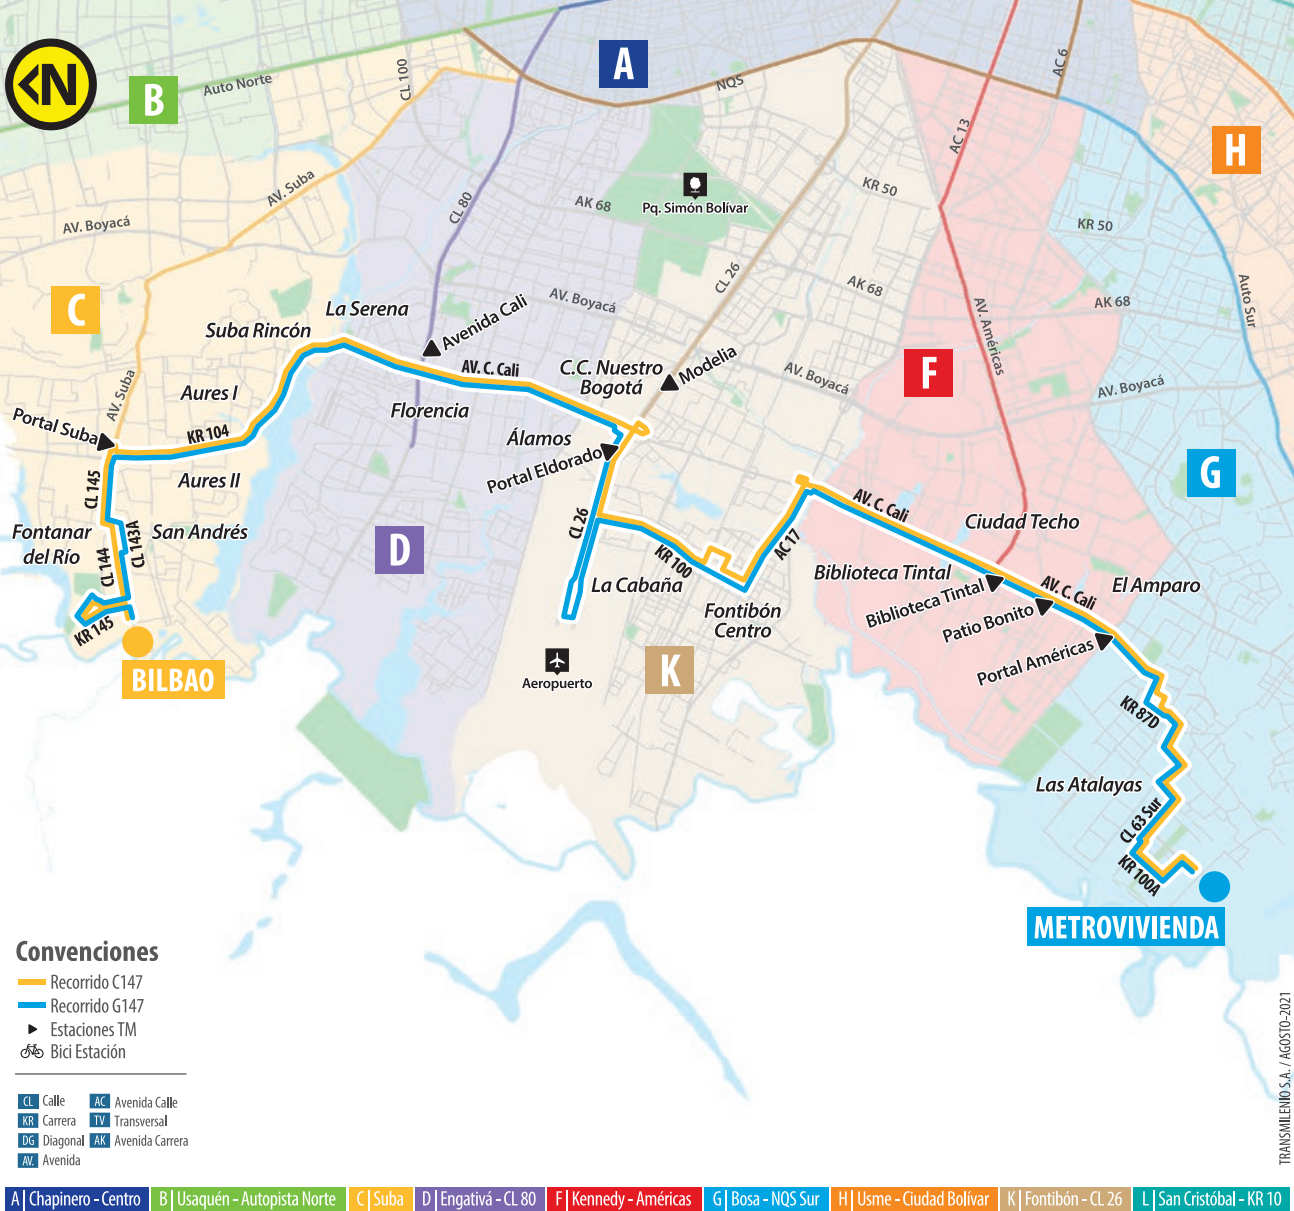 N
B
Auto Norte
CL 100
A
NQS
AC 6
AC 13
H
AV. Suba
CL 80
AK 68
Pq. Simón Bolívar
KR 50
KR 50
AV. Boyacá
C
La Serena
Suba Rincón
Avenida Cali
AV. Boyacá
CL 26
AK 68
AV. Américas
AK 68
Auto Sur
AV. Suba
Aures I
AV. C. Cali
C.C. Nuestro
Bogotá
Modelia
AV. Boyacá
F
AV. Boyacá
Portal Suba
KR 104
Florencia
Álamos
Portal Eldorado
G
CL 145
Aures II
AV. C. Cali
Ciudad Techo
Fontanar
del Río
CL 144
CL 143A
San Andrés
D
CL 26
KR 100
AC 17
La Cabaña
Biblioteca Tintal
Biblioteca Tintal
AV. C. Cali
El Amparo
Fontibón
Centro
Patio Bonito
Portal Américas
KR 145
BILBAO
Aeropuerto
K
KR 87D
Las Atalayas
CL 63 Sur
KR 100A
METROVIVIENDA
Convenciones
Recorrido C147
Recorrido G147
Estaciones TM
Bici Estación
CL Calle
AC Avenida Calle
KR Carrera
TV Transversal
DG Diagonal
AK Avenida Carrera
AV. Avenida
TRANSMILENIO S.A. / AGOSTO-2021
A | Chapinero - Centro B | Usaquén - Autopista Norte C | Suba D | Engativá - CL 80 F | Kennedy - Américas G | Bosa - NQS Sur H | Usme - Ciudad Bolívar K | Fontibón - CL 26 L | San Cristóbal - KR 10